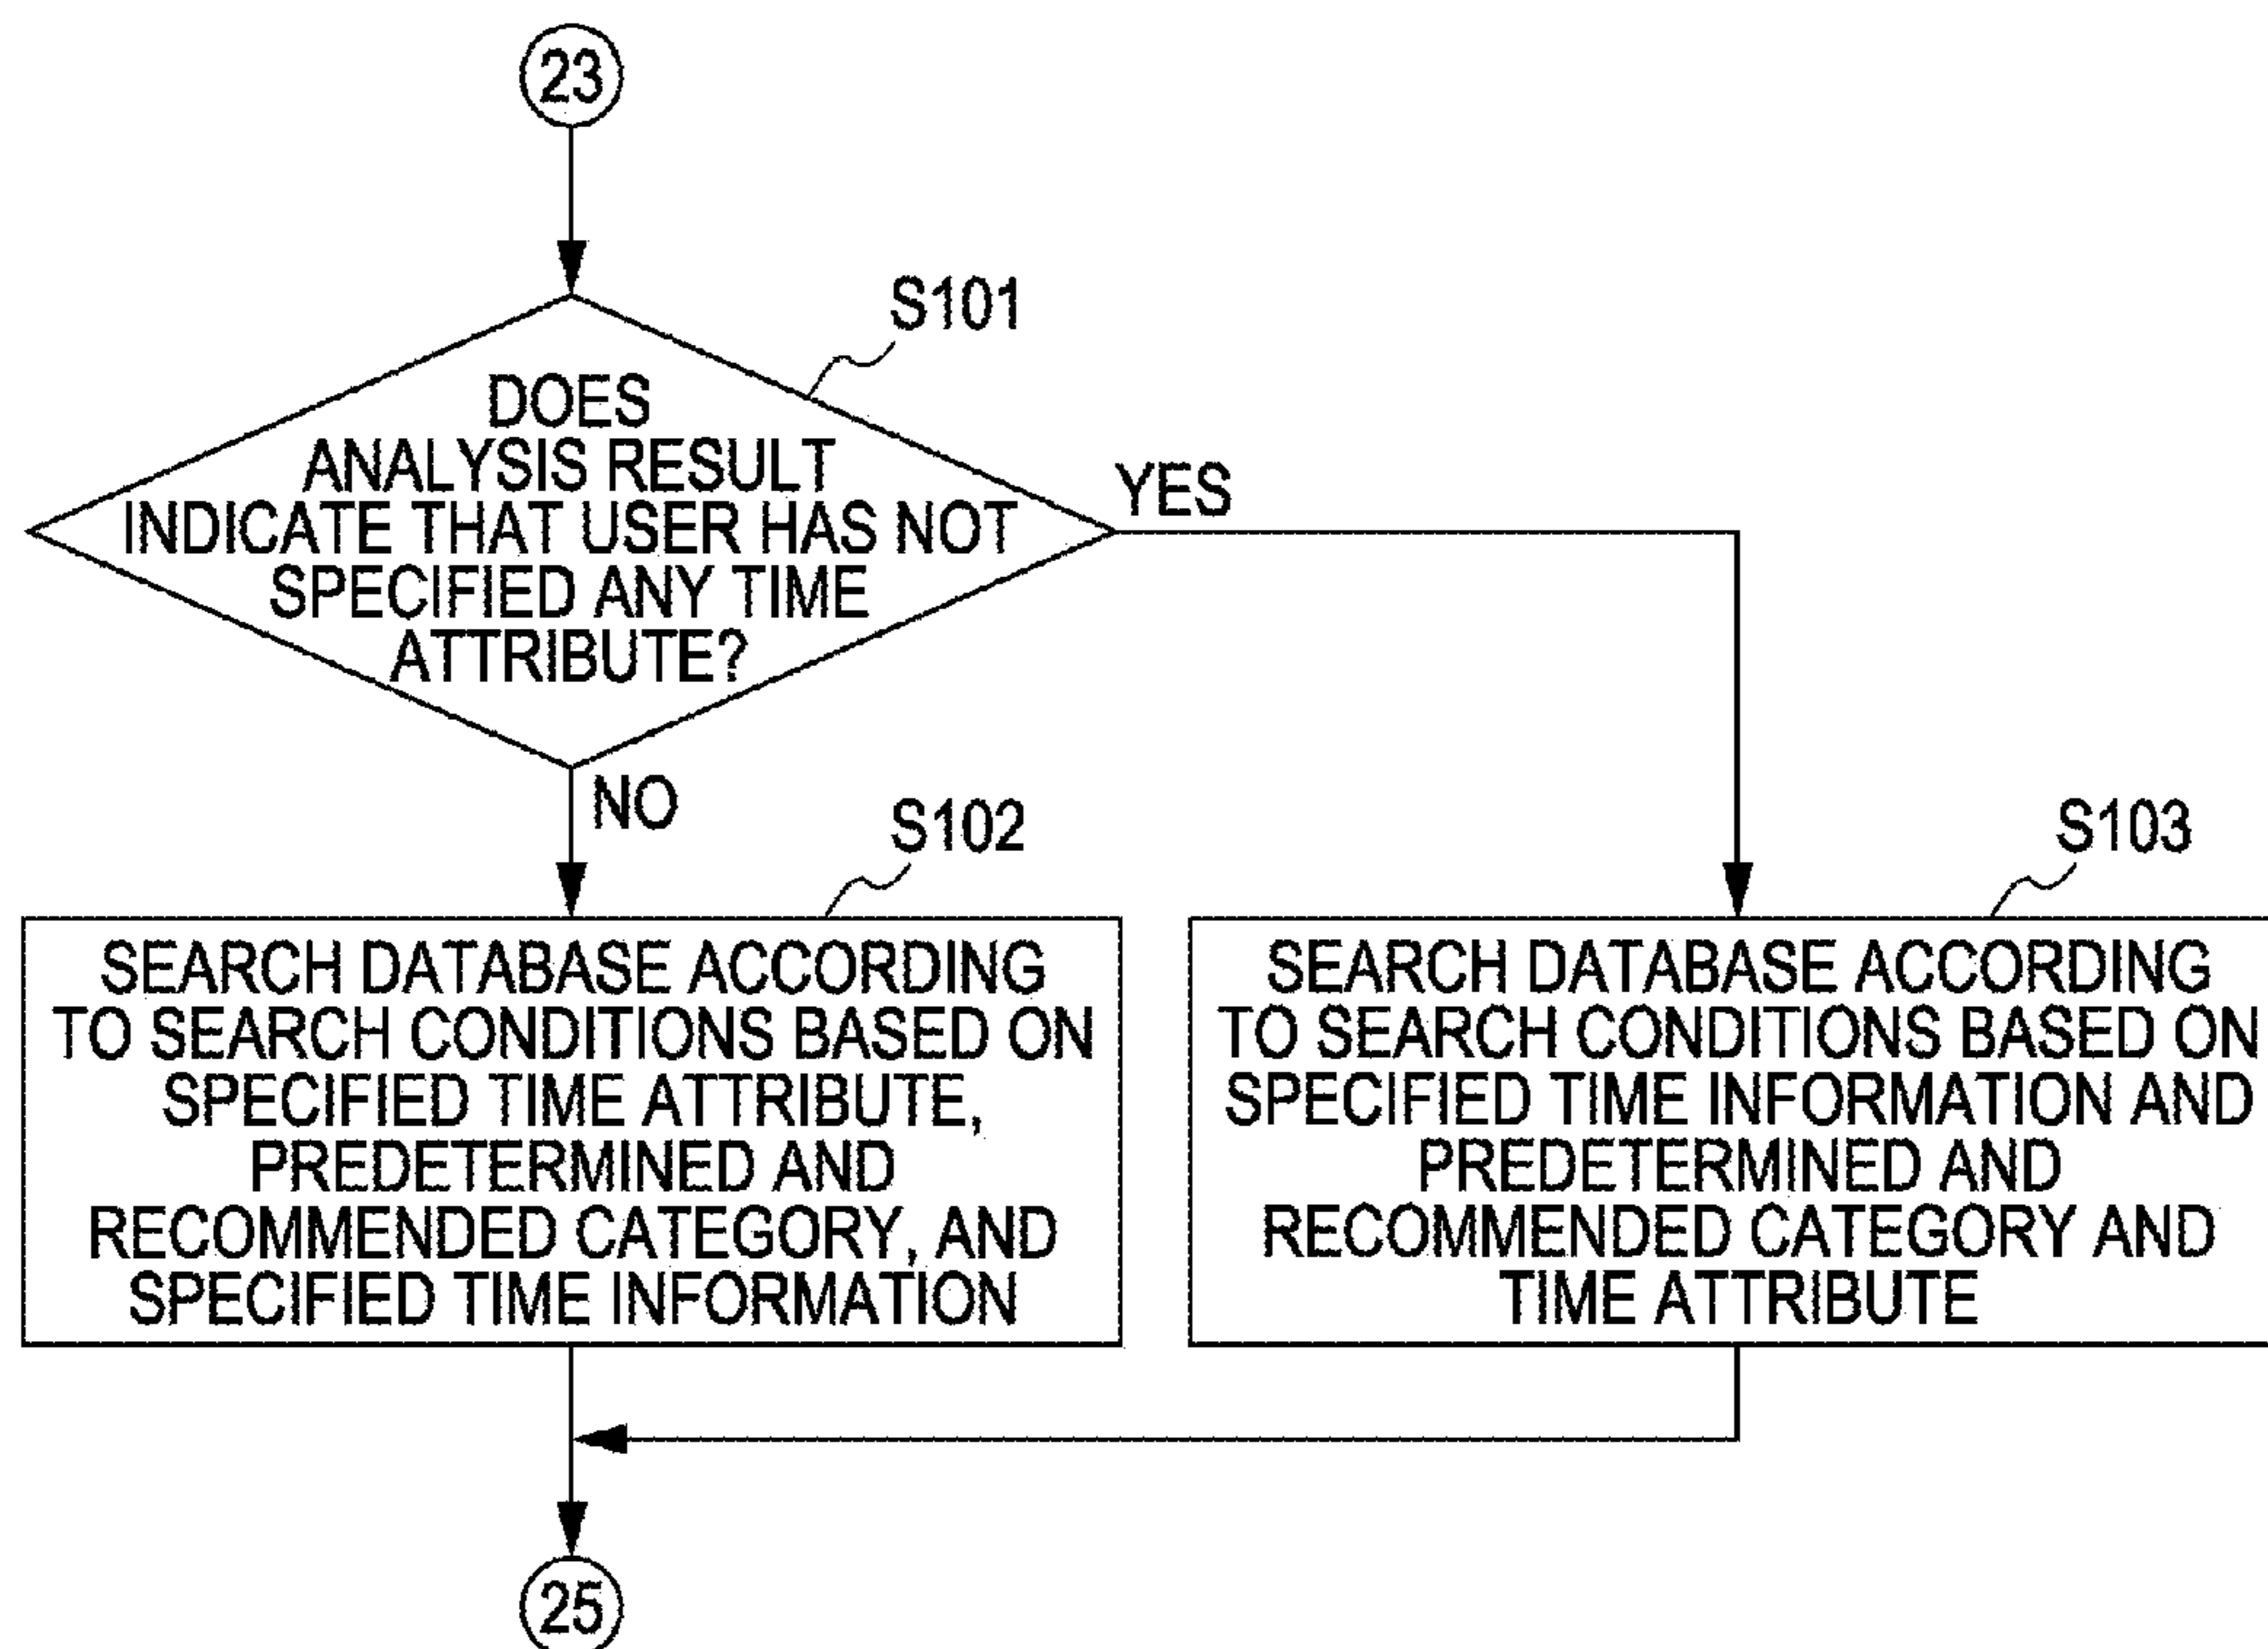 23
S101
DOES
ANALYSIS RESULT
INDICATE THAT USER HAS NOT
SPECIFIED ANY TIME
ATTRIBUTE?
YES
NO
S102
SEARCH DATABASE ACCORDING
TO SEARCH CONDITIONS BASED ON
SPECIFIED TIME ATTRIBUTE,
PREDETERMINED AND
RECOMMENDED CATEGORY, AND
SPECIFIED TIME INFORMATION
S103
SEARCH DATABASE ACCORDING
TO SEARCH CONDITIONS BASED ON
SPECIFIED TIME INFORMATION AND
PREDETERMINED AND
RECOMMENDED CATEGORY AND
TIME ATTRIBUTE
25